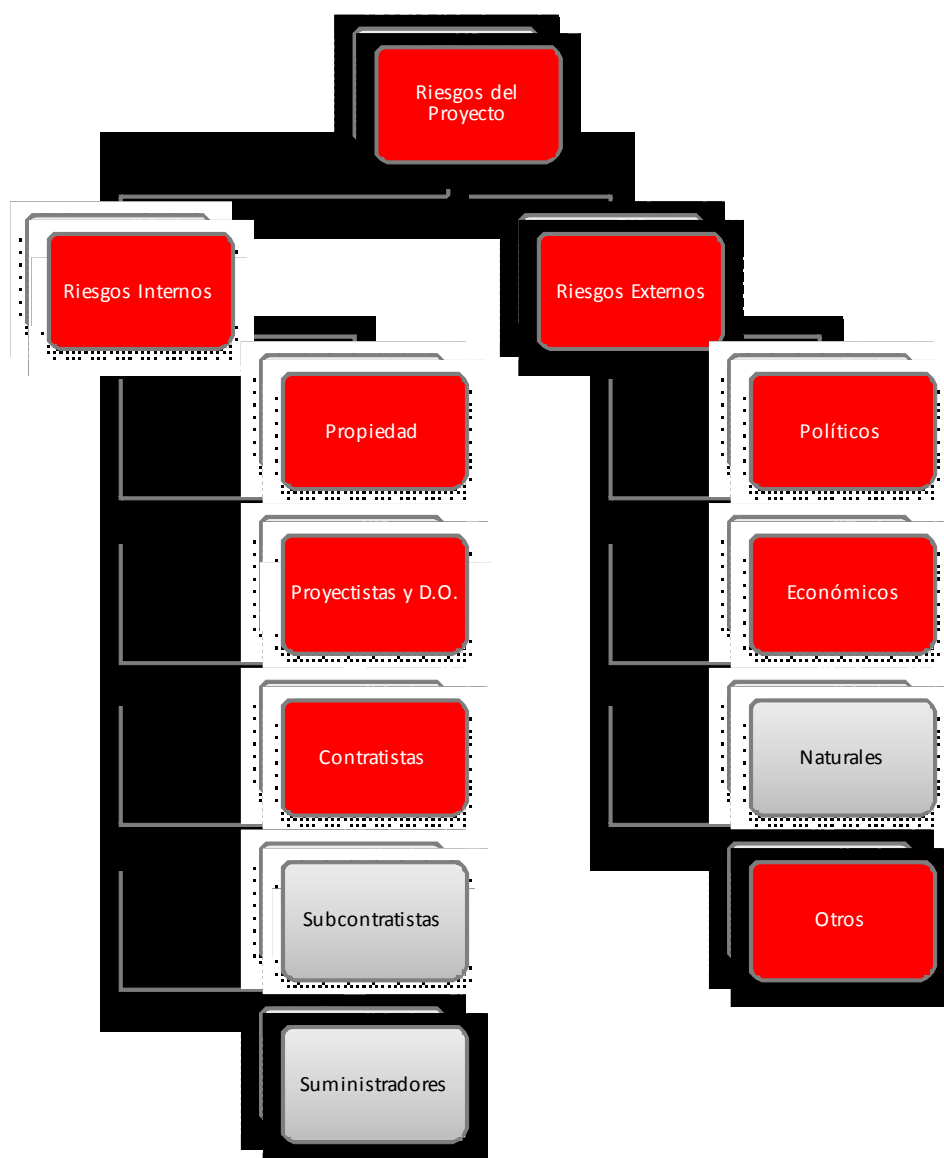 Riesgos del
Proyecto
Riesgos Internos
Riesgos Externos
Propiedad
Políticos
Proyectistas y D.O.
Económicos
Contratistas
Naturales
Subcontratistas
Otros
Suministradores